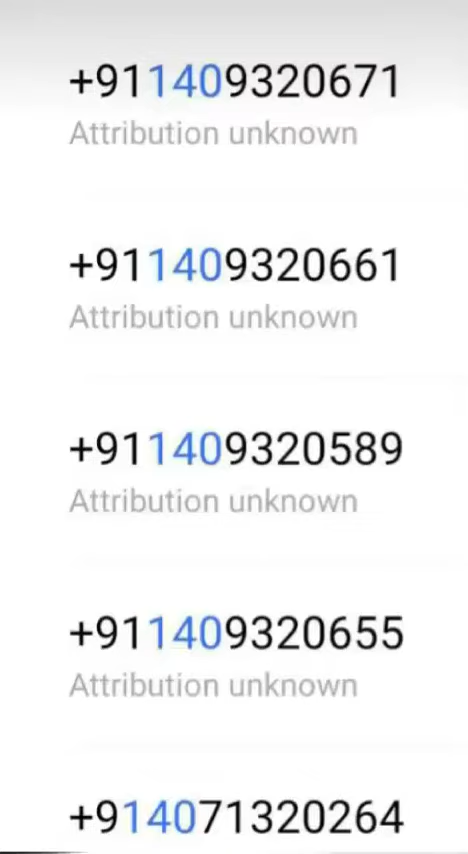 +911409320671
Attribution unknown
+911409320661
Attribution unknown
+911409320589
Attribution unknown
+911409320655
Attribution unknown
+914071320264